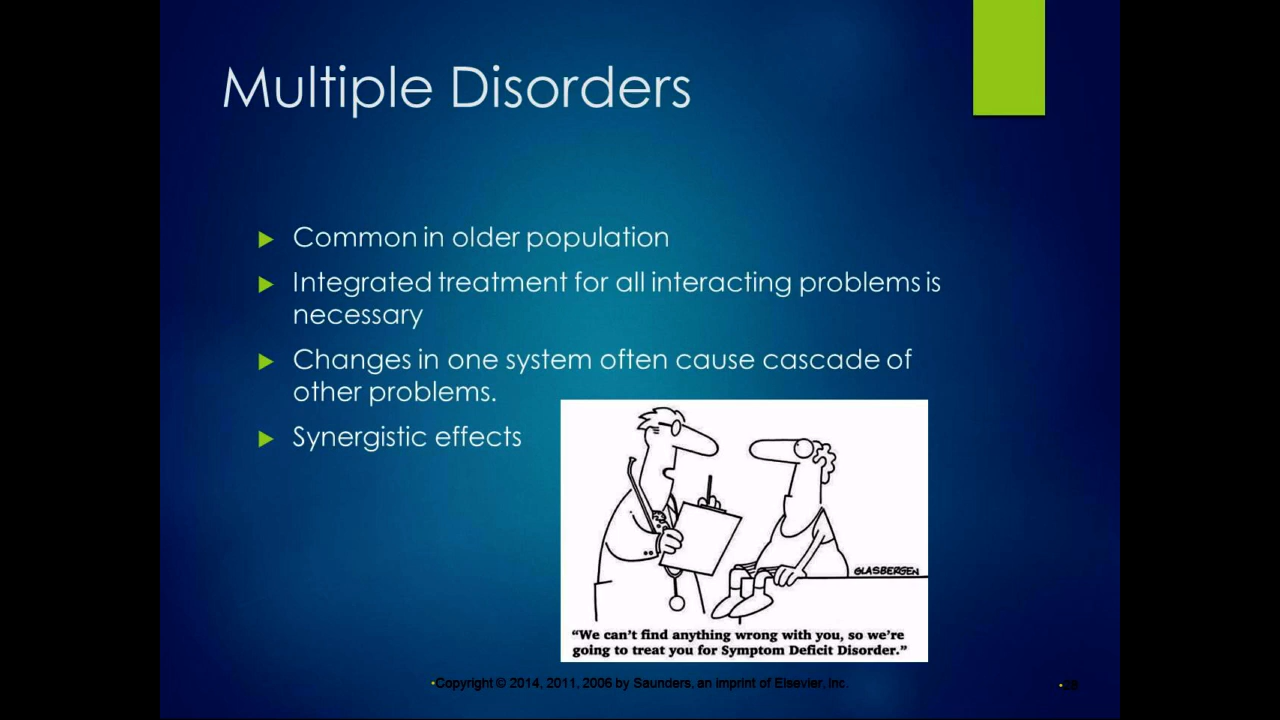 Multiple Disorders
Common in older population
Integrated treatment for all interacting problems is
necessary
Changes in one system often cause cascade of
other problems.
Synergistic effects
GLASBERGEN
“We can’t find anything wrong with you, so we’re
going to treat you for Symptom Deficit Disorder.”
•Copyright © 2014, 2011, 2006 by Saunders, an imprint of Elsevier, Inc.